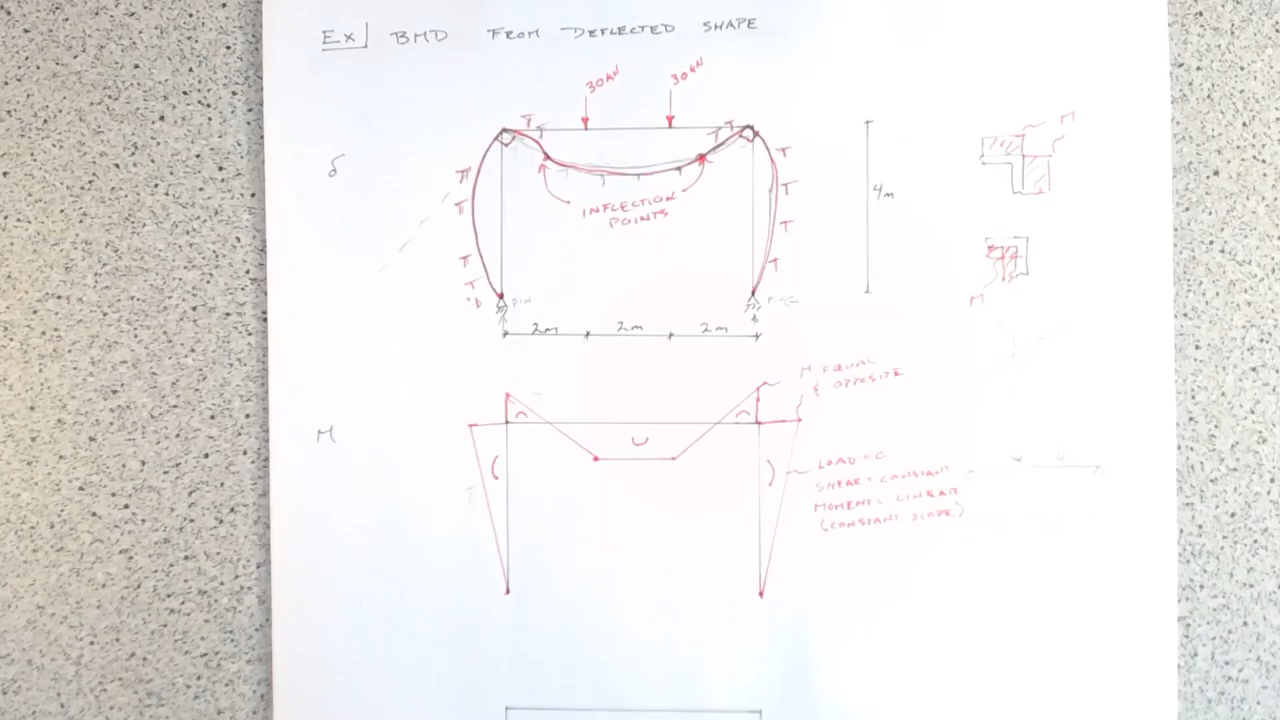 Ex BMD FROM DEFLECTED SHAPE
30kN 30kN
T T T T
T T
δ
M
T
T
T
T
T
T
T
T
INFLECTION
POINTS
4m
M
PIN
2m 2m 2m
M EQUAL
& OPPOSITE
M
LOAD = 0
SHEAR = CONSTANT
MOMENT = LINEAR
(CONSTANT SLOPE)